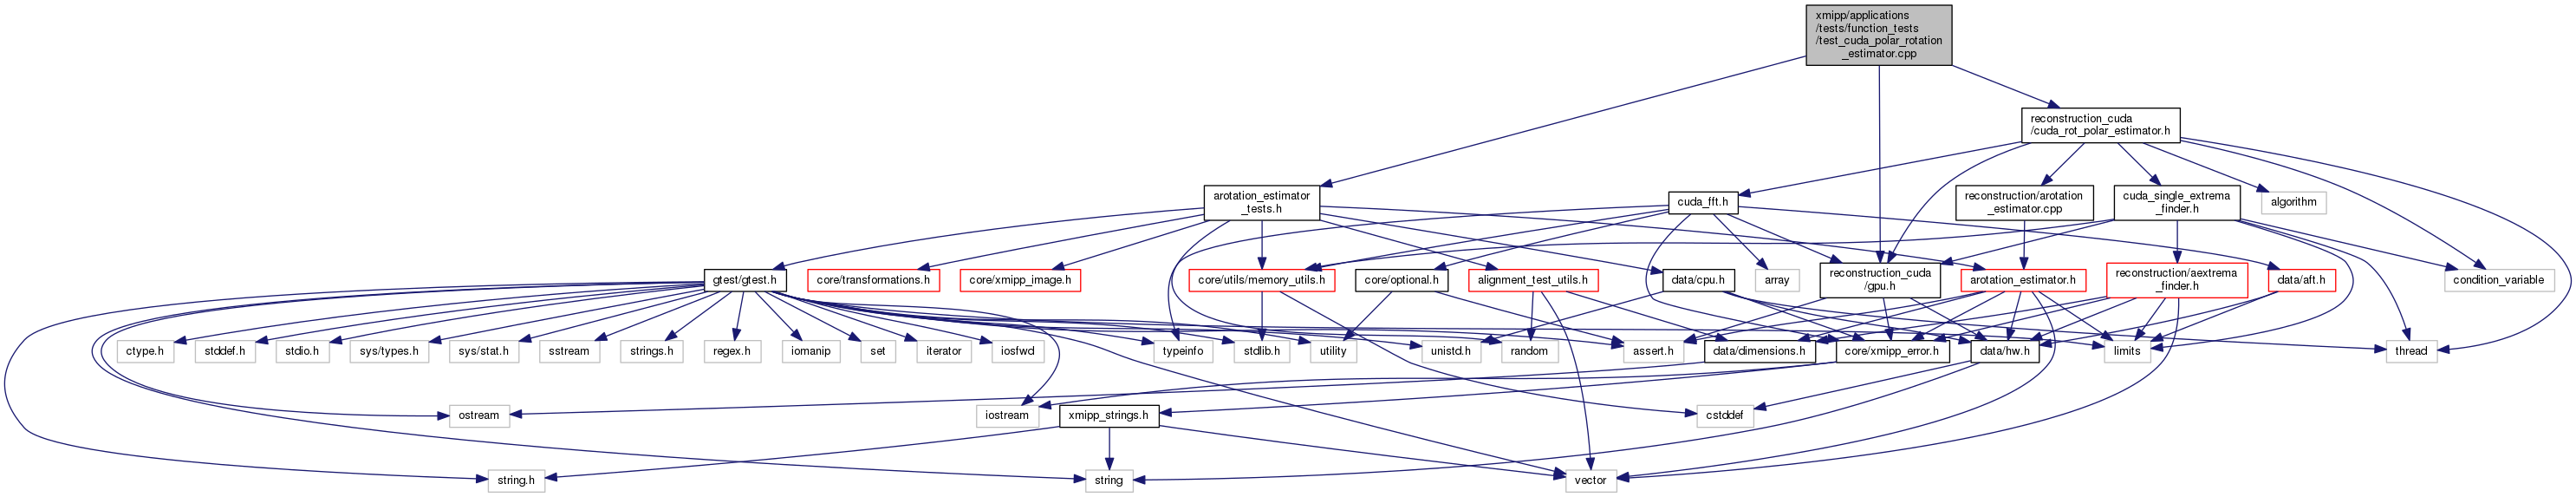 xmipp/applications
/tests/function_tests
/test_cuda_polar_rotation
_estimator.cpp
reconstruction_cuda
/cuda_rot_polar_estimator.h
arotation_estimator
_tests.h
cuda_fft.h
reconstruction/arotation
_estimator.cpp
cuda_single_extrema
_finder.h
algorithm
gtest/gtest.h
core/transformations.h
core/xmipp_image.h
core/utils/memory_utils.h
core/optional.h
alignment_test_utils.h
data/cpu.h
array
reconstruction_cuda
/gpu.h
arotation_estimator.h
reconstruction/aextrema
_finder.h
data/aft.h
condition_variable
ctype.h
stddef.h
stdio.h
sys/types.h
sys/stat.h
sstream
strings.h
regex.h
iomanip
set
iterator
iosfwd
typeinfo
stdlib.h
utility
unistd.h
random
assert.h
data/dimensions.h
core/xmipp_error.h
data/hw.h
limits
thread
ostream
iostream
xmipp_strings.h
cstddef
string.h
string
vector